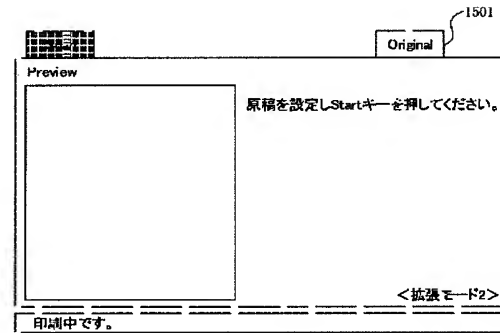 1501
Original
Preview
原稿を設定しStartキーを押してください。
<拡張モード2>
印刷中です。